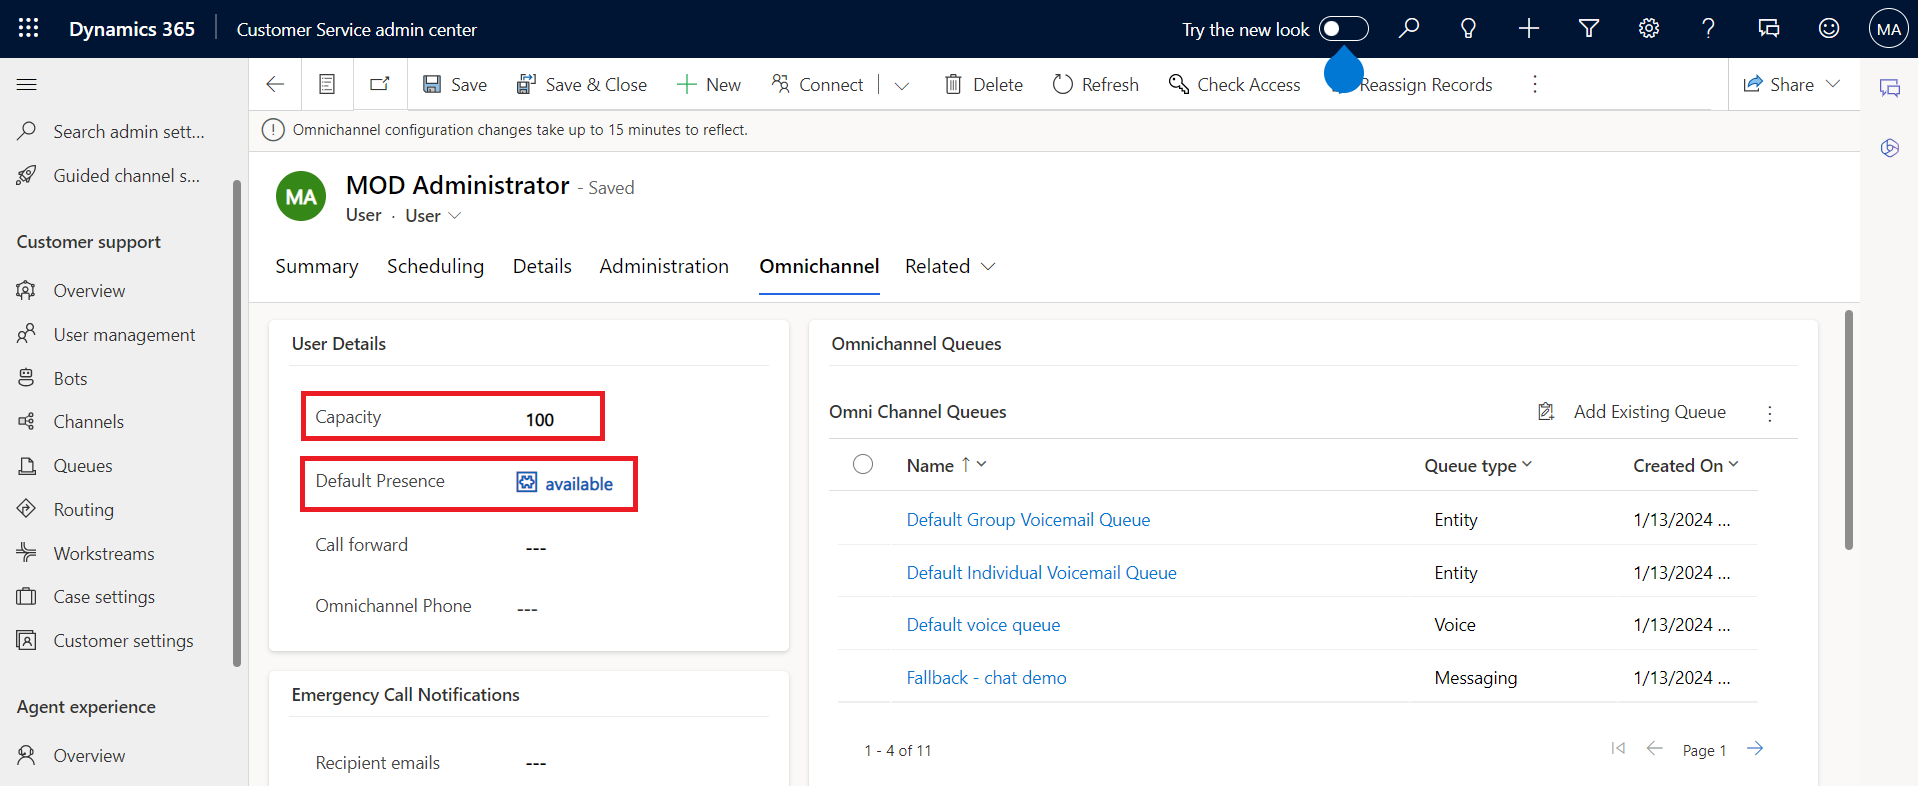 Dynamics 365 Customer Service admin center Try the new look MA
Save Save & Close New Connect Delete Refresh Check Access Reassign Records Share
Omnichannel configuration changes take up to 15 minutes to reflect.
Search admin sett...
Guided channel s...
Customer support
Overview
User management
Bots
Channels
Queues
Routing
Workstreams
Case settings
Customer settings
Agent experience
Overview
MA
MOD Administrator - Saved
User · User
Summary Scheduling Details Administration Omnichannel Related
User Details
Capacity 100
Default Presence available
Call forward ---
Omnichannel Phone ---
Emergency Call Notifications
Recipient emails ---
Omnichannel Queues
Omni Channel Queues Add Existing Queue
Name ↑ Queue type Created On
Default Group Voicemail Queue Entity 1/13/2024 ...
Default Individual Voicemail Queue Entity 1/13/2024 ...
Default voice queue Voice 1/13/2024 ...
Fallback - chat demo Messaging 1/13/2024 ...
1 - 4 of 11 Page 1